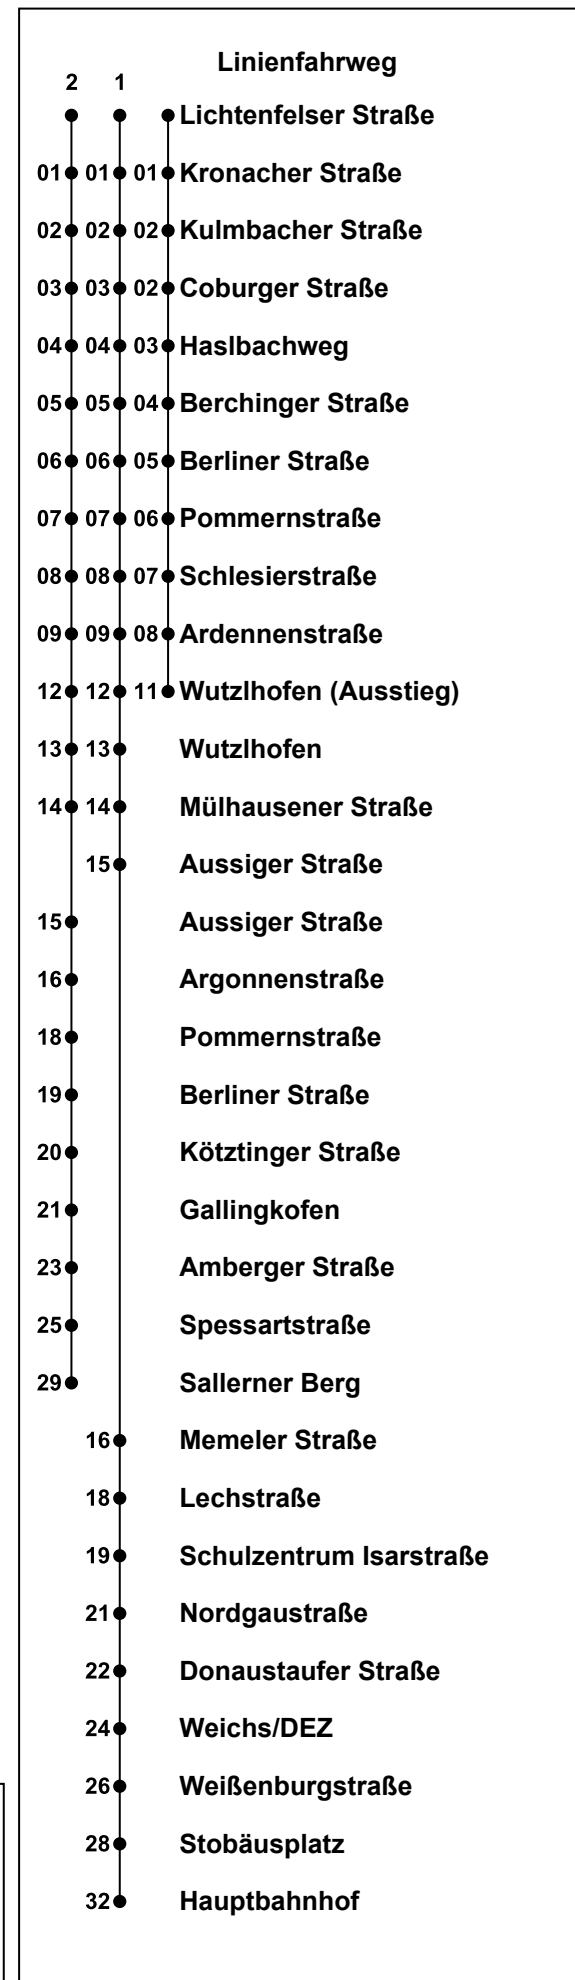 Linienfahrweg
2 1
Lichtenfelser Straße
01 01 01 Kronacher Straße
02 02 02 Kulmbacher Straße
03 03 02 Coburger Straße
04 04 03 Haslbachweg
05 05 04 Berchinger Straße
06 06 05 Berliner Straße
07 07 06 Pommernstraße
08 08 07 Schlesierstraße
09 09 08 Ardennenstraße
12 12 11 Wutzlhofen (Ausstieg)
13 13 Wutzlhofen
14 14 Mülhausener Straße
15 Aussiger Straße
15 Aussiger Straße
16 Argonnenstraße
18 Pommernstraße
19 Berliner Straße
20 Kötztinger Straße
21 Gallingkofen
23 Amberger Straße
25 Spessartstraße
29 Sallerner Berg
16 Memeler Straße
18 Lechstraße
19 Schulzentrum Isarstraße
21 Nordgaustraße
22 Donaustaufer Straße
24 Weichs/DEZ
26 Weißenburgstraße
28 Stobäusplatz
32 Hauptbahnhof